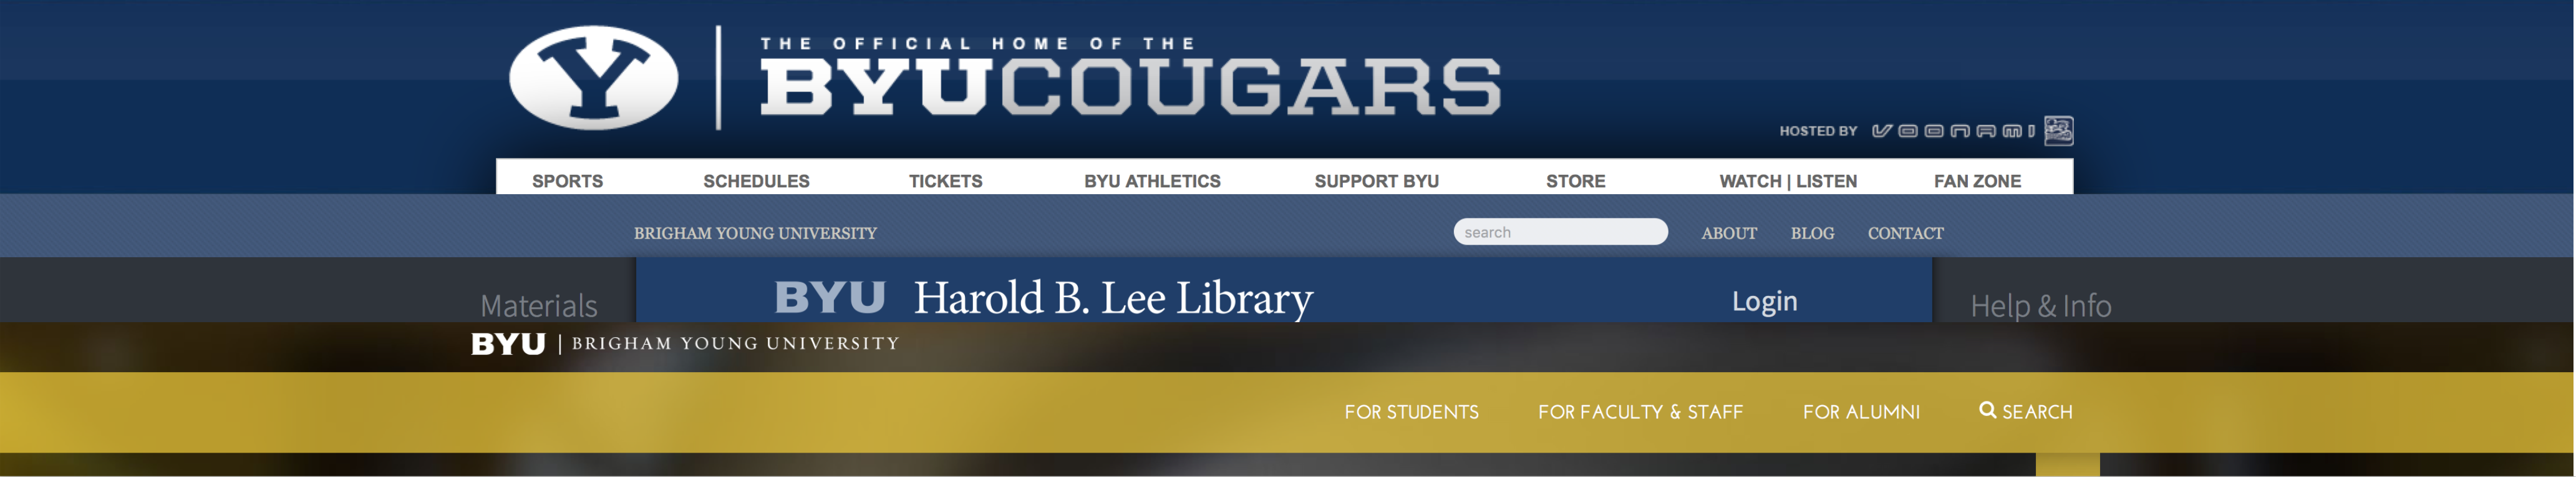 Y
THE OFFICIAL HOME OF THE
BYUCOUGARS
HOSTED BY VOONAMI
SPORTS SCHEDULES TICKETS BYU ATHLETICS SUPPORT BYU STORE WATCH | LISTEN FAN ZONE
BRIGHAM YOUNG UNIVERSITY search ABOUT BLOG CONTACT
Materials BYU Harold B. Lee Library Login Help & Info
BYU | BRIGHAM YOUNG UNIVERSITY
FOR STUDENTS FOR FACULTY & STAFF FOR ALUMNI SEARCH